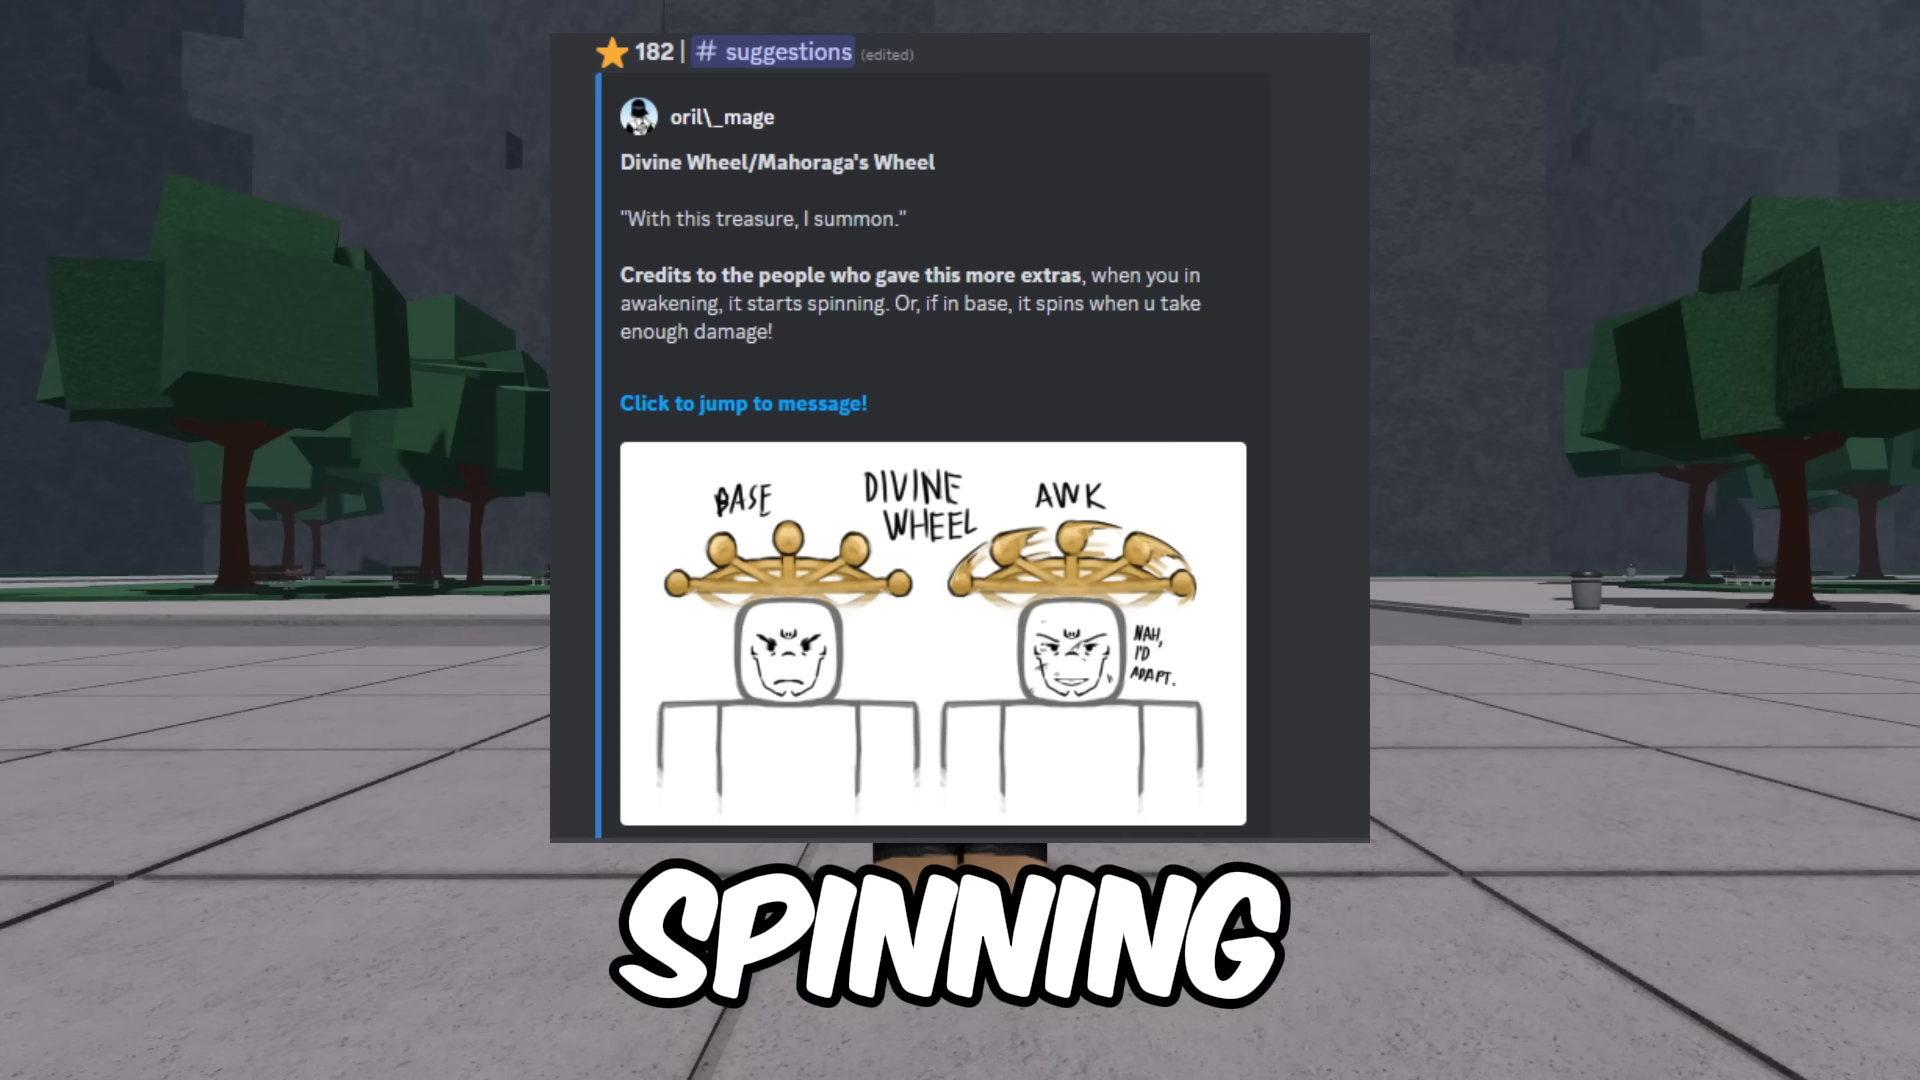 182 | # suggestions (edited)
oril\_mage
Divine Wheel/Mahoraga's Wheel
"With this treasure, I summon."
Credits to the people who gave this more extras, when you in
awakening, it starts spinning. Or, if in base, it spins when u take
enough damage!
Click to jump to message!
BASE
DIVINE
WHEEL
AWK
NAH,
I'D
ADAPT.
SPINNING